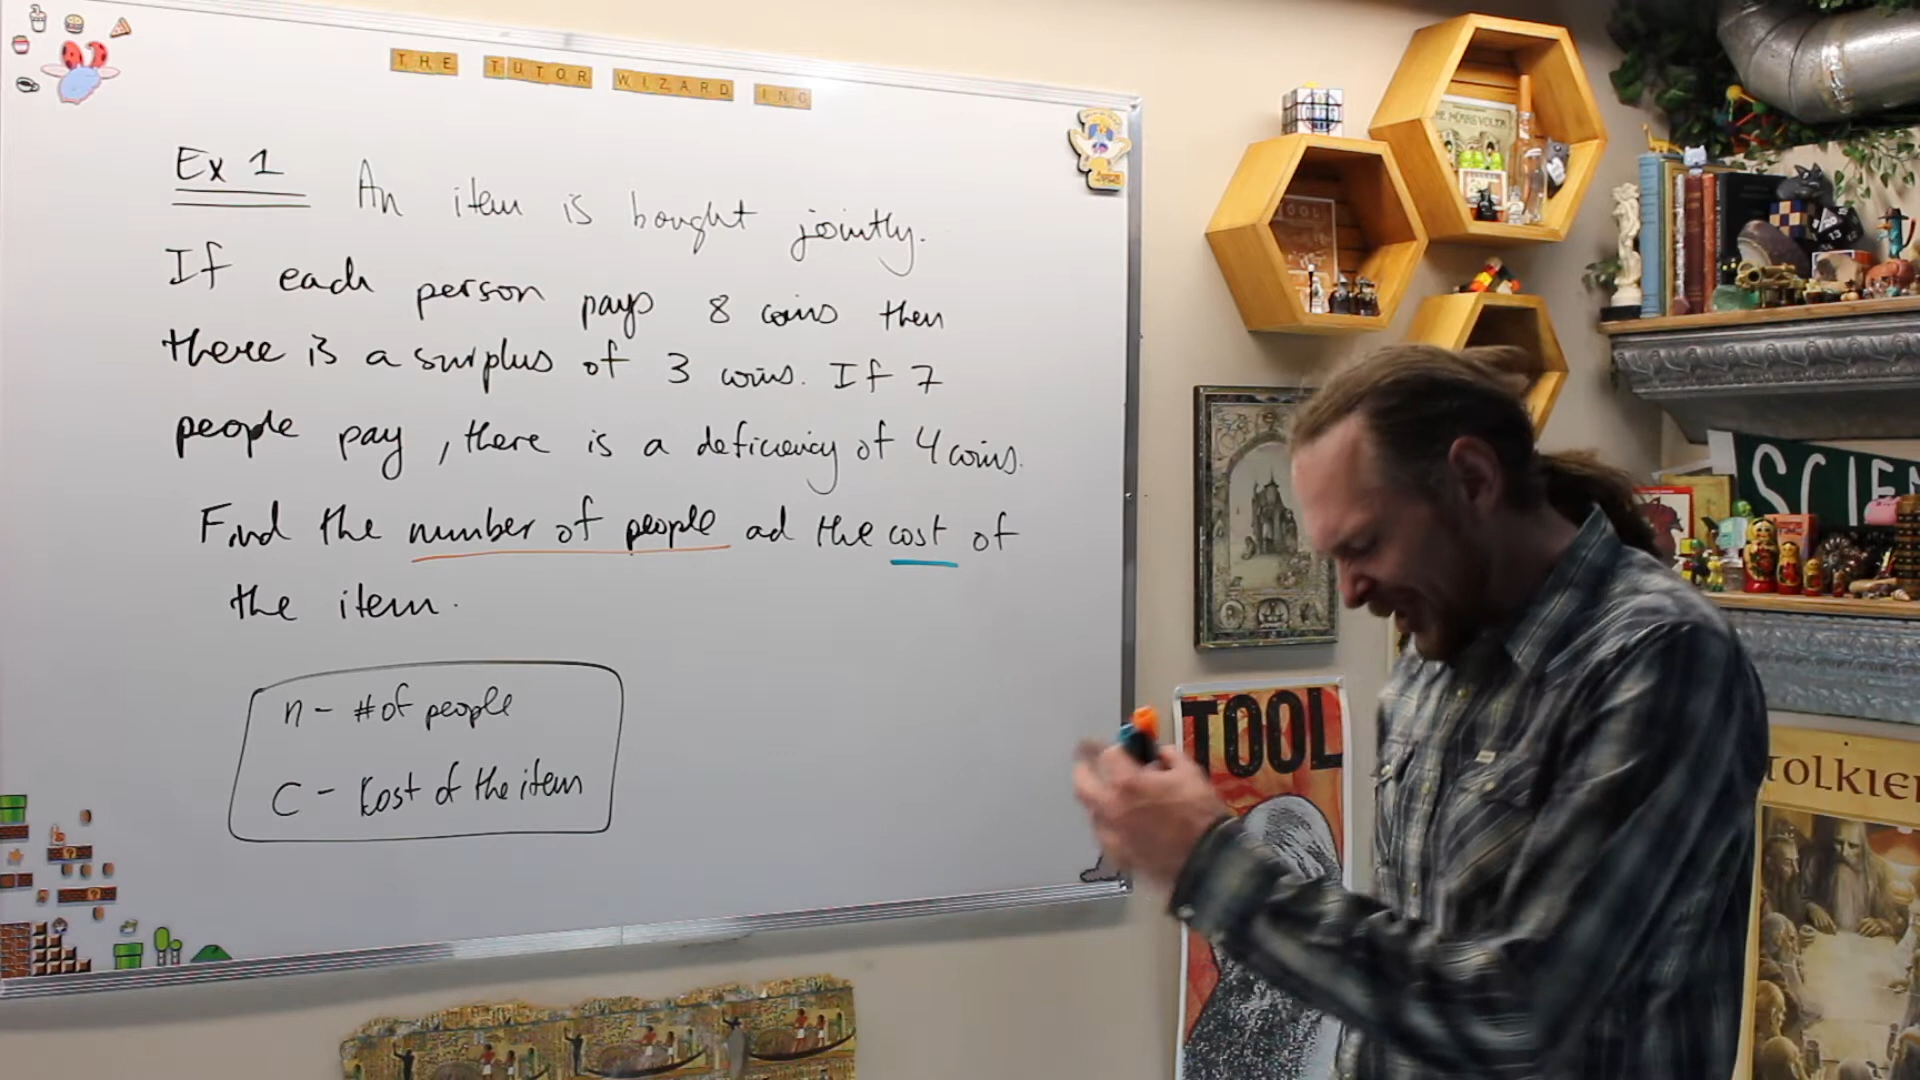 THE TUTOR WIZARD INC
Ex 1 An item is bought jointly.
If each person pays 8 coins then
there is a surplus of 3 coins. If 7
people pay, there is a deficiency of 4 coins.
Find the number of people ad the cost of
the item.
n - # of people
C - Kost of the item
TOOL
TOOL
SCIEN
TOLKIEN